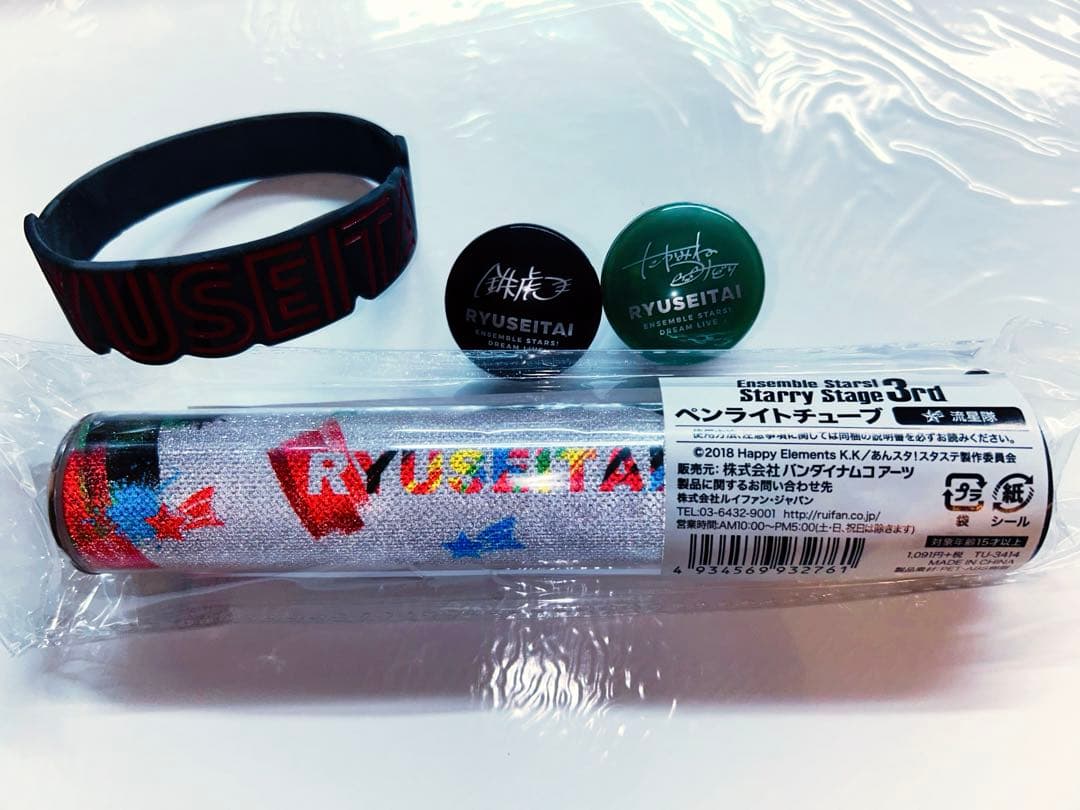 YUSEITA
鉄虎
RYUSEITAI
ENSEMBLE STARS!
DREAM LIVE
RYUSEITAI
ENSEMBLE STARS!
DREAM LIVE
RYUSEITAI
Ensemble Stars!
Starry Stage 3rd
ペンライトチューブ
流星隊
使用方法、注意事項に関しては同梱の説明書を必ずお読みください。
©2018 Happy Elements K.K/あんスタ!スタステ製作委員会
販売元: 株式会社 バンダイナムコ アーツ
製品に関するお問い合わせ先
株式会社ルイファン・ジャパン
TEL:03-6432-9001 http://ruifan.co.jp/
営業時間:AM10:00〜PM5:00(土・日、祝日は除きます)
プラ
袋
紙
シール
対象年齢15才以上
1,091円+税 TU-3414
MADE IN CHINA
4 934569 932761